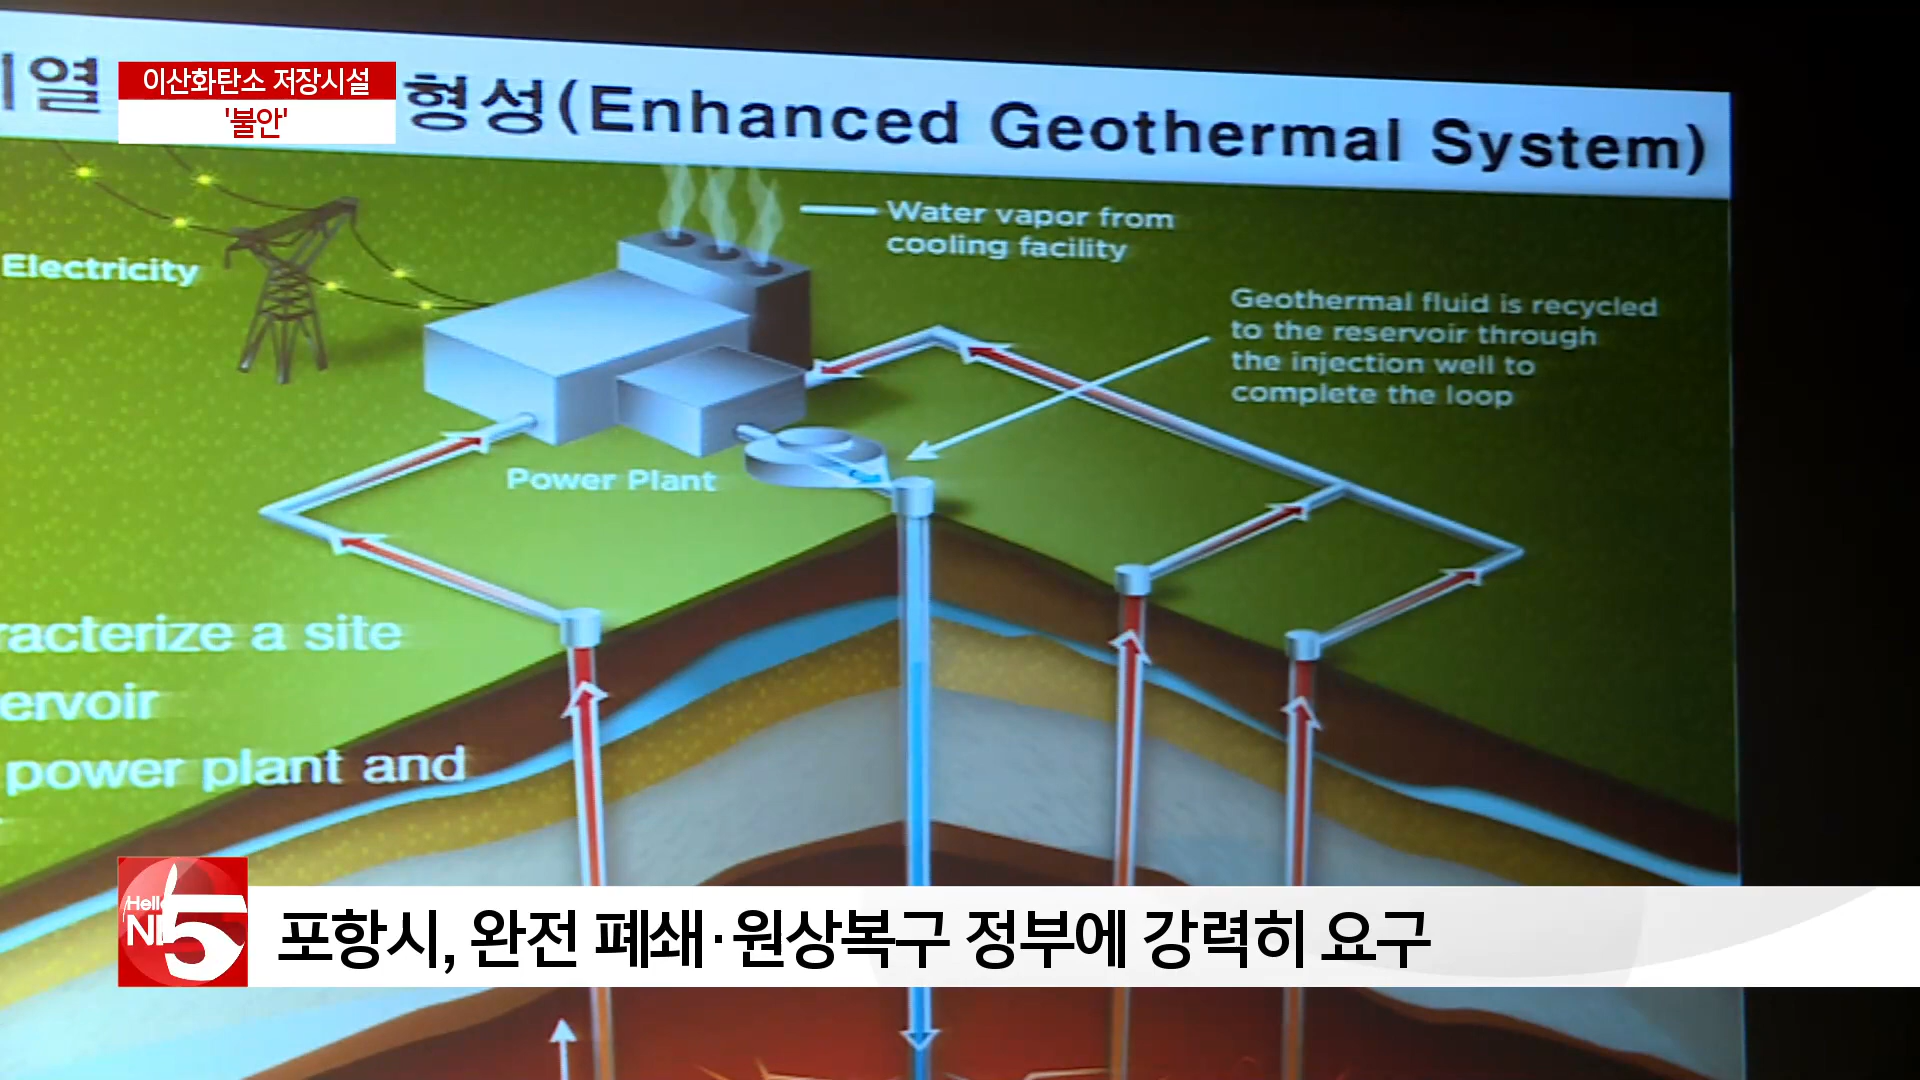 이산화탄소 저장시설
'불안'
열 형성(Enhanced Geothermal System)
Water vapor from
cooling facility
Electricity
Geothermal fluid is recycled
to the reservoir through
the injection well to
complete the loop
Power Plant
racterize a site
ervoir
power plant and
Hello
5
포항시, 완전 폐쇄·원상복구 정부에 강력히 요구